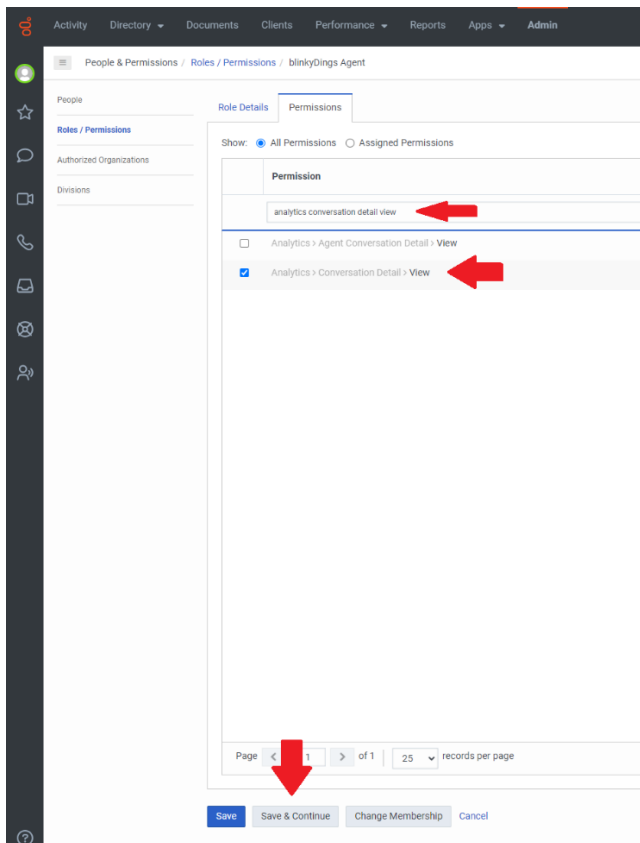 Activity Directory Documents Clients Performance Reports Apps Admin
People & Permissions / Roles / Permissions / blinkyDings Agent
People
Roles / Permissions
Authorized Organizations
Divisions
Role Details Permissions
Show: All Permissions Assigned Permissions
Permission
analytics conversation detail view
Analytics > Agent Conversation Detail > View
Analytics > Conversation Detail > View
Page < 1 > of 1 25 records per page
Save Save & Continue Change Membership Cancel